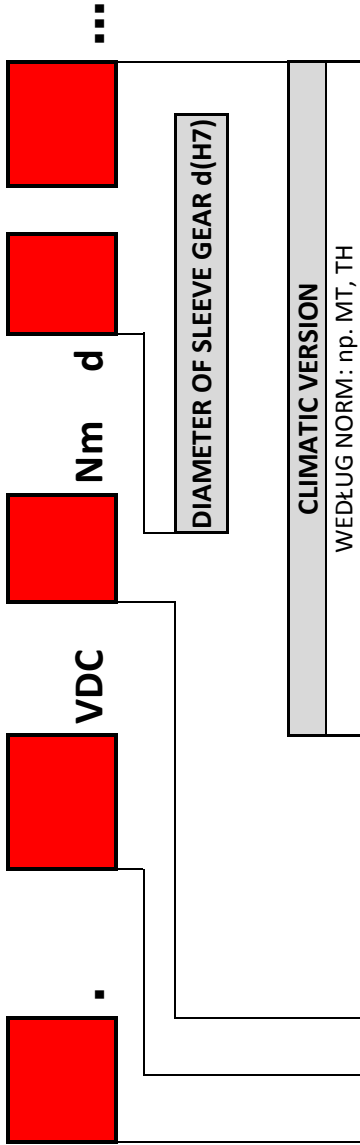 . VDC Nm d ...
DIAMETER OF SLEEVE GEAR d(H7)
CLIMATIC VERSION
WEDŁUG NORM: np. MT, TH